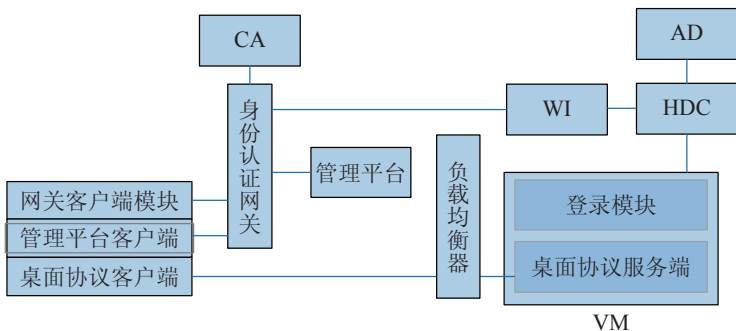 CA
AD
WI
HDC
身份认证网关
管理平台
负载均衡器
网关客户端模块
管理平台客户端
桌面协议客户端
登录模块
桌面协议服务端
VM